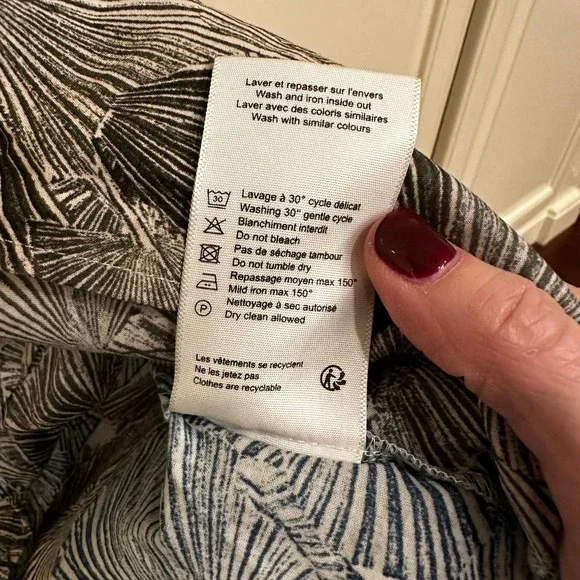 Laver et repasser sur l'envers
Wash and iron inside out
Laver avec des coloris similaires
Wash with similar colours
30
Lavage à 30° cycle délicat
Washing 30° gentle cycle
Blanchiment interdit
Do not bleach
Pas de séchage tambour
Do not tumble dry
Repassage moyen max 150°
Mild iron max 150°
P
Nettoyage à sec autorisé
Dry clean allowed
Les vêtements se recyclent
Ne les jetez pas
Clothes are recyclable